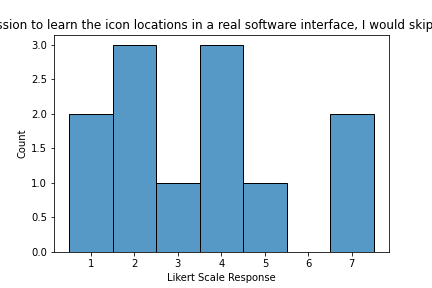 ssion to learn the icon locations in a real software interface, I would skip
3.0
2.5
2.0
1.5
1.0
0.5
0.0
Count
1 2 3 4 5 6 7
Likert Scale Response